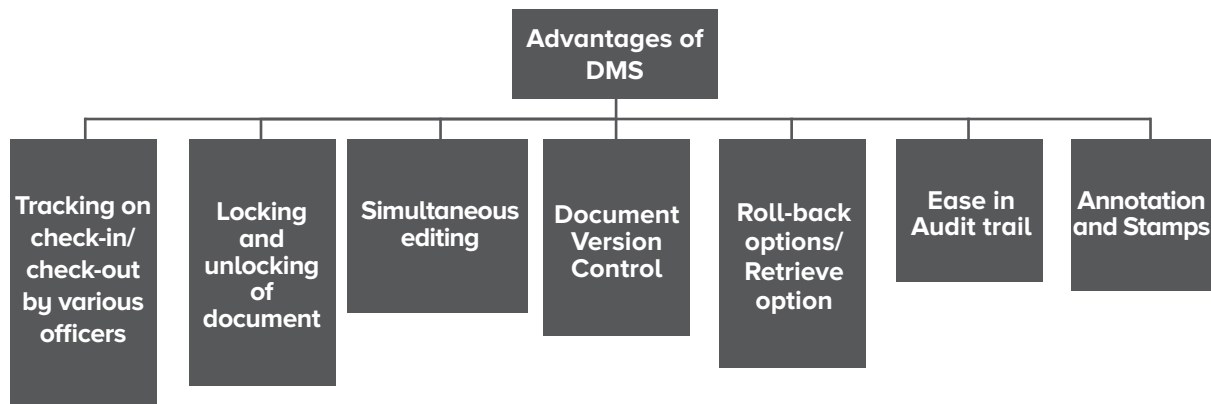 Advantages of
DMS
Tracking on
check-in/
check-out
by various
officers
Locking
and
unlocking
of
document
Simultaneous
editing
Document
Version
Control
Roll-back
options/
Retrieve
option
Ease in
Audit trail
Annotation
and Stamps